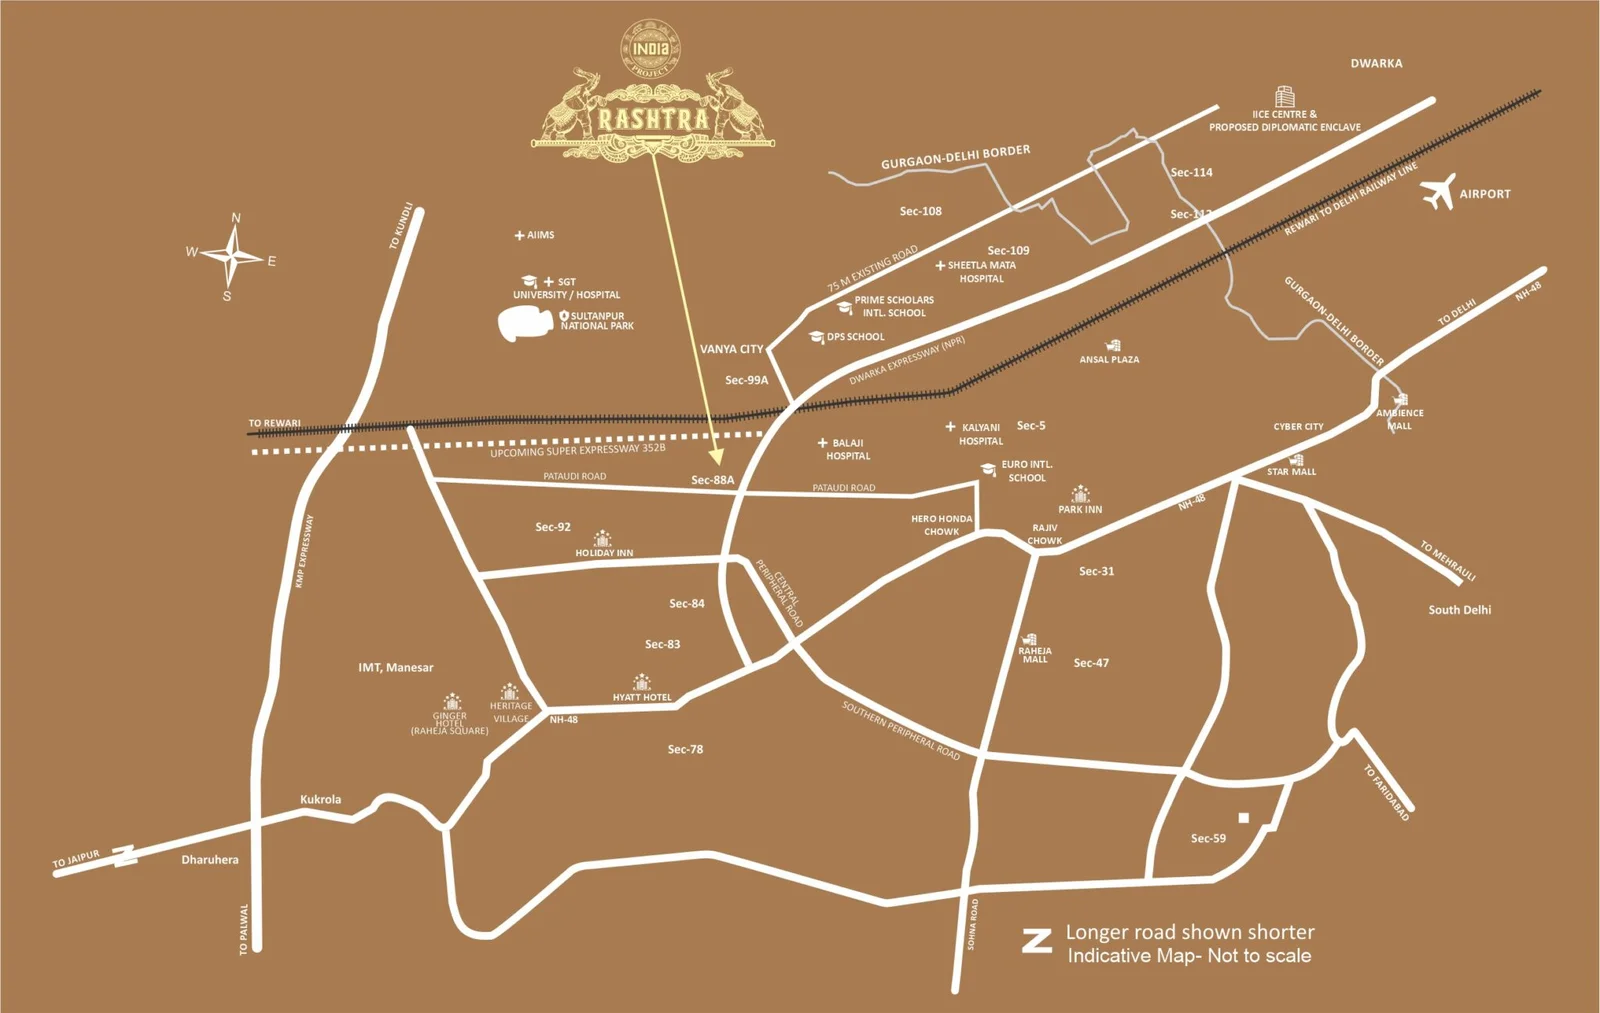 INDIA
PROJECT
RASHTRA
DWARKA
IICE CENTRE &
PROPOSED DIPLOMATIC ENCLAVE
GURGAON-DELHI BORDER
Sec-114
REWARI TO DELHI RAILWAY LINE
AIRPORT
Sec-108
Sec-112
TO KUNDLI
N
W
E
S
AIIMS
SGT
UNIVERSITY / HOSPITAL
SULTANPUR
NATIONAL PARK
75 M EXISTING ROAD
Sec-109
SHEETLA MATA
HOSPITAL
PRIME SCHOLARS
INTL. SCHOOL
DPS SCHOOL
VANYA CITY
DWARKA EXPRESSWAY (NPR)
Sec-99A
ANSAL PLAZA
GURGAON-DELHI BORDER
TO DELHI
NH-48
TO REWARI
UPCOMING SUPER EXPRESSWAY 352B
BALAJI
HOSPITAL
KALYANI
HOSPITAL
Sec-5
CYBER CITY
AMBIENCE
MALL
STAR MALL
PATAUDI ROAD
Sec-88A
PATAUDI ROAD
EURO INTL.
SCHOOL
PARK INN
NH-48
HERO HONDA
CHOWK
RAJIV
CHOWK
KMP EXPRESSWAY
Sec-92
HOLIDAY INN
CENTRAL
PERIPHERAL ROAD
Sec-31
TO MEHRAULI
South Delhi
Sec-84
Sec-83
RAHEJA
MALL
Sec-47
IMT, Manesar
GINGER
HOTEL
(RAHEJA SQUARE)
HERITAGE
VILLAGE
HYATT HOTEL
NH-48
SOUTHERN PERIPHERAL ROAD
Sec-78
TO FARIDABAD
Kukrola
TO JAIPUR
Dharuhera
Sec-59
TO PALWAL
SOHNA ROAD
Longer road shown shorter
Indicative Map- Not to scale